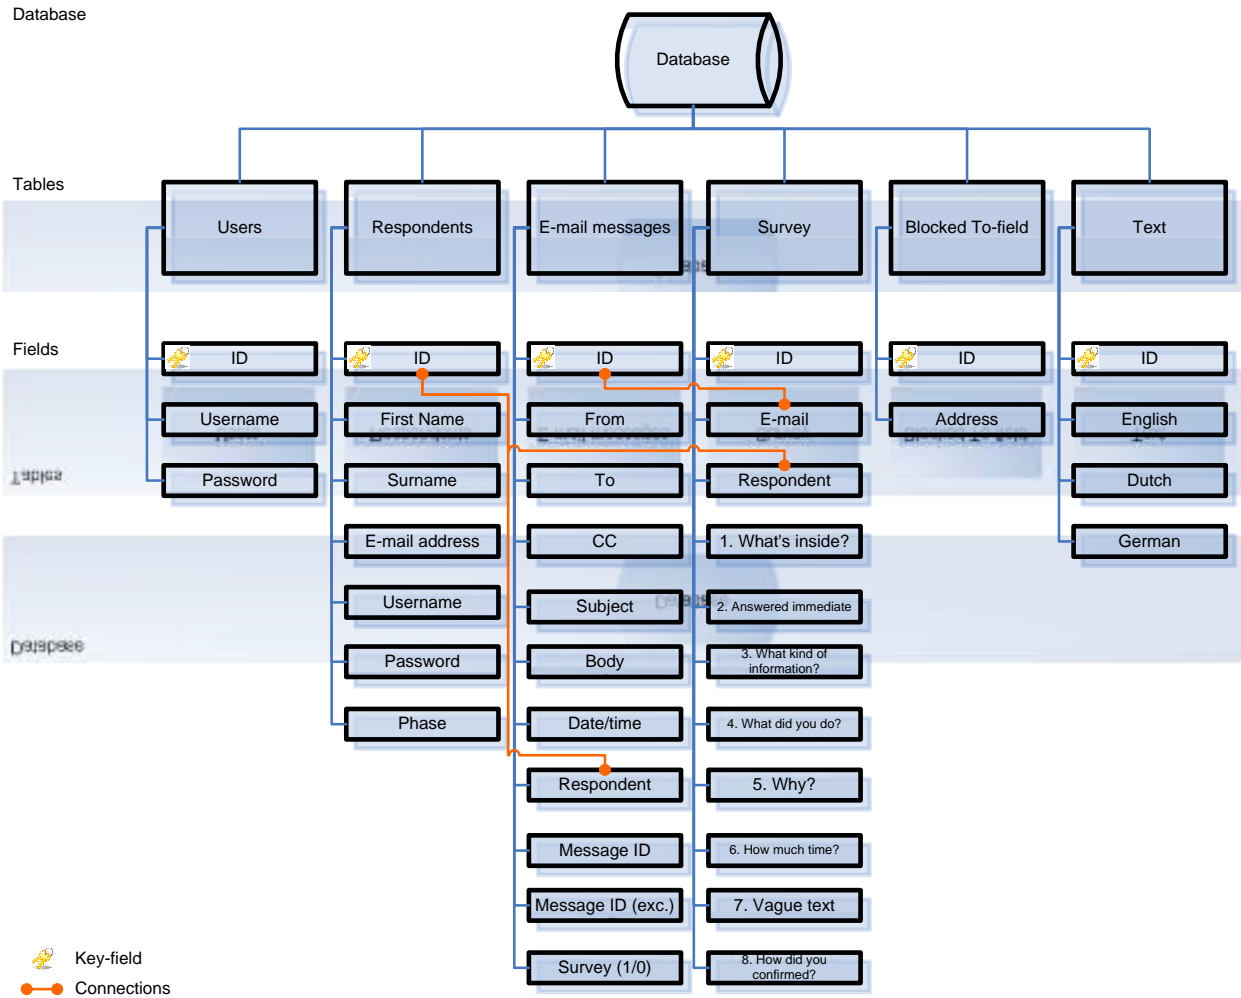 Database
Database
Tables
Users
Respondents
E-mail messages
Survey
Blocked To-field
Text
Fields
ID
ID
ID
ID
ID
ID
Username
First Name
From
E-mail
Address
English
Password
Surname
To
Respondent
Dutch
E-mail address
CC
1. What's inside?
German
Username
Subject
2. Answered immediate
Password
Body
3. What kind of
information?
Phase
Date/time
4. What did you do?
Respondent
5. Why?
Message ID
6. How much time?
Message ID (exc.)
7. Vague text
Survey (1/0)
8. How did you
confirmed?
Key-field
Connections